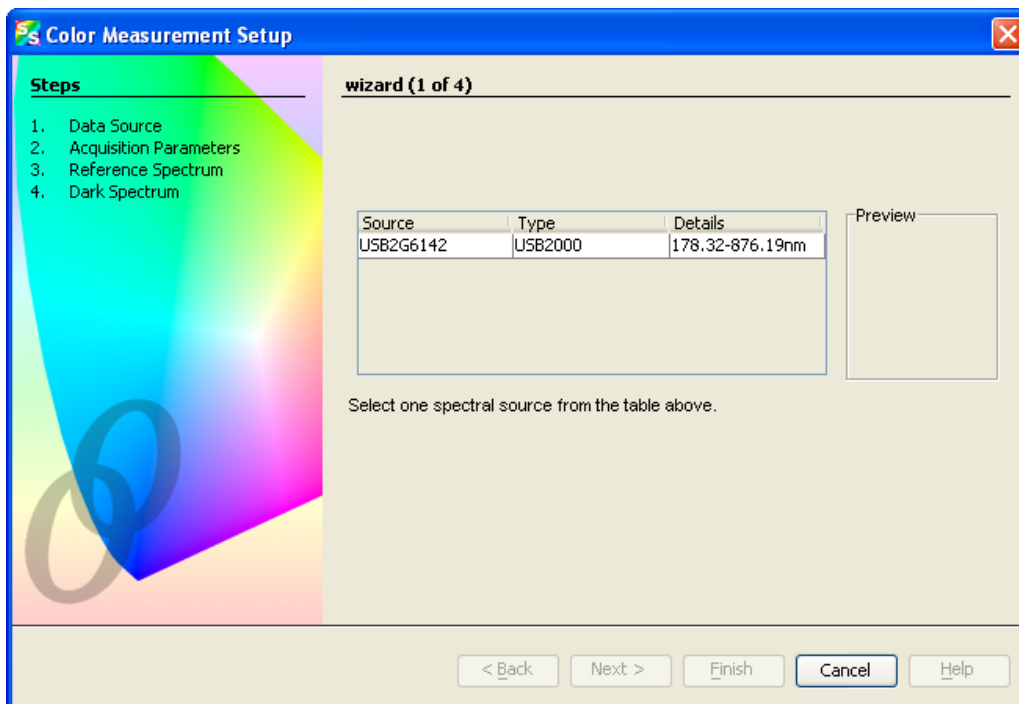 Color Measurement Setup
Steps
1. Data Source
2. Acquisition Parameters
3. Reference Spectrum
4. Dark Spectrum
wizard (1 of 4)
Source Type Details
USB2G6142 USB2000 178.32-876.19nm
Preview
Select one spectral source from the table above.
< Back Next > Finish Cancel Help